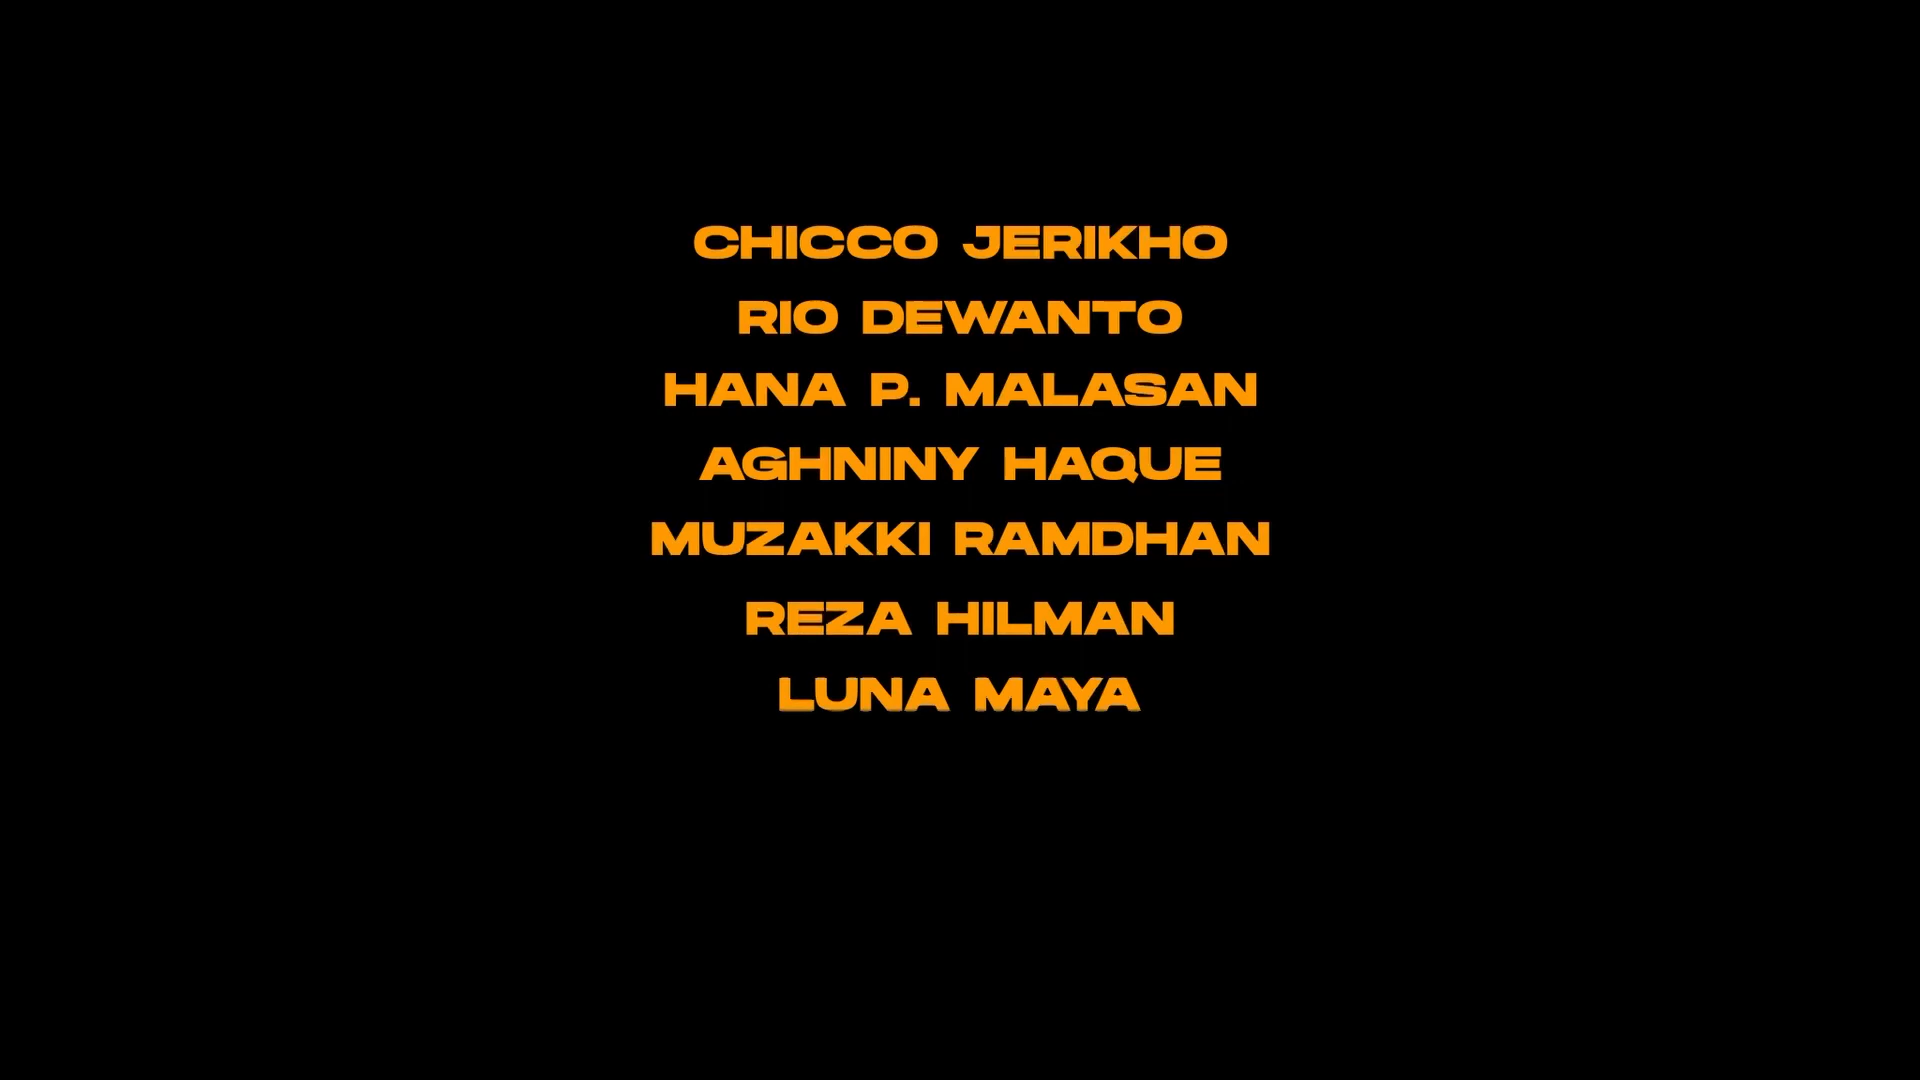 CHICCO JERIKHO
RIO DEWANTO
HANA P. MALASAN
AGHNINY HAQUE
MUZAKKI RAMDHAN
REZA HILMAN
LUNA MAYA